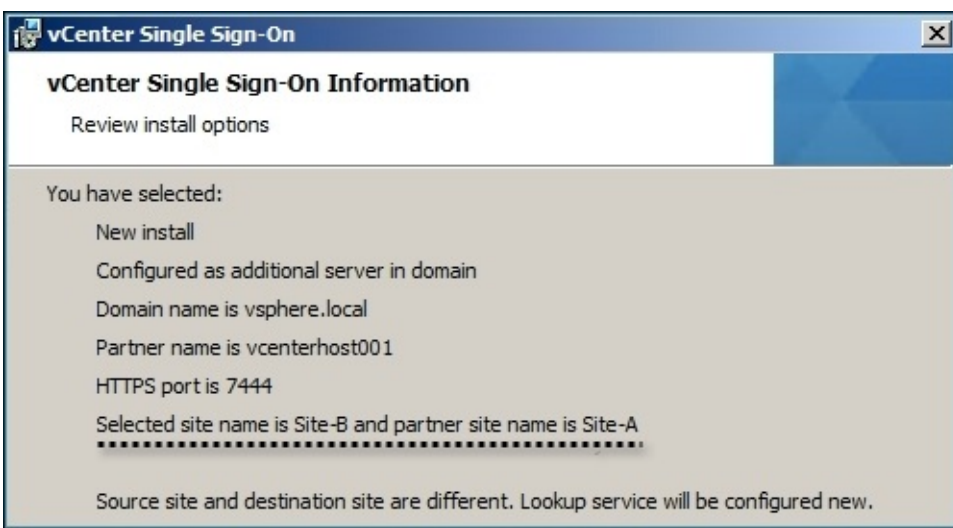 vCenter Single Sign-On
vCenter Single Sign-On Information
Review install options
You have selected:
New install
Configured as additional server in domain
Domain name is vsphere.local
Partner name is vcenterhost001
HTTPS port is 7444
Selected site name is Site-B and partner site name is Site-A
Source site and destination site are different. Lookup service will be configured new.